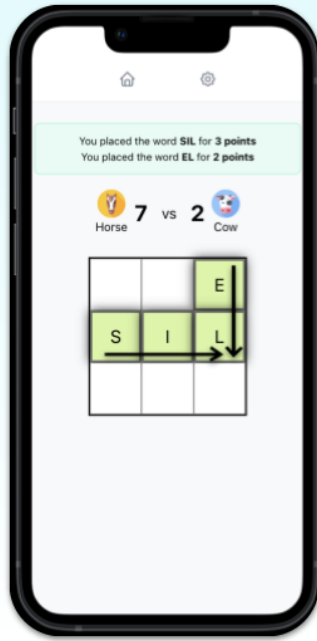 You placed the word SIL for 3 points
You placed the word EL for 2 points
7 vs 2
Horse Cow
E
S I L